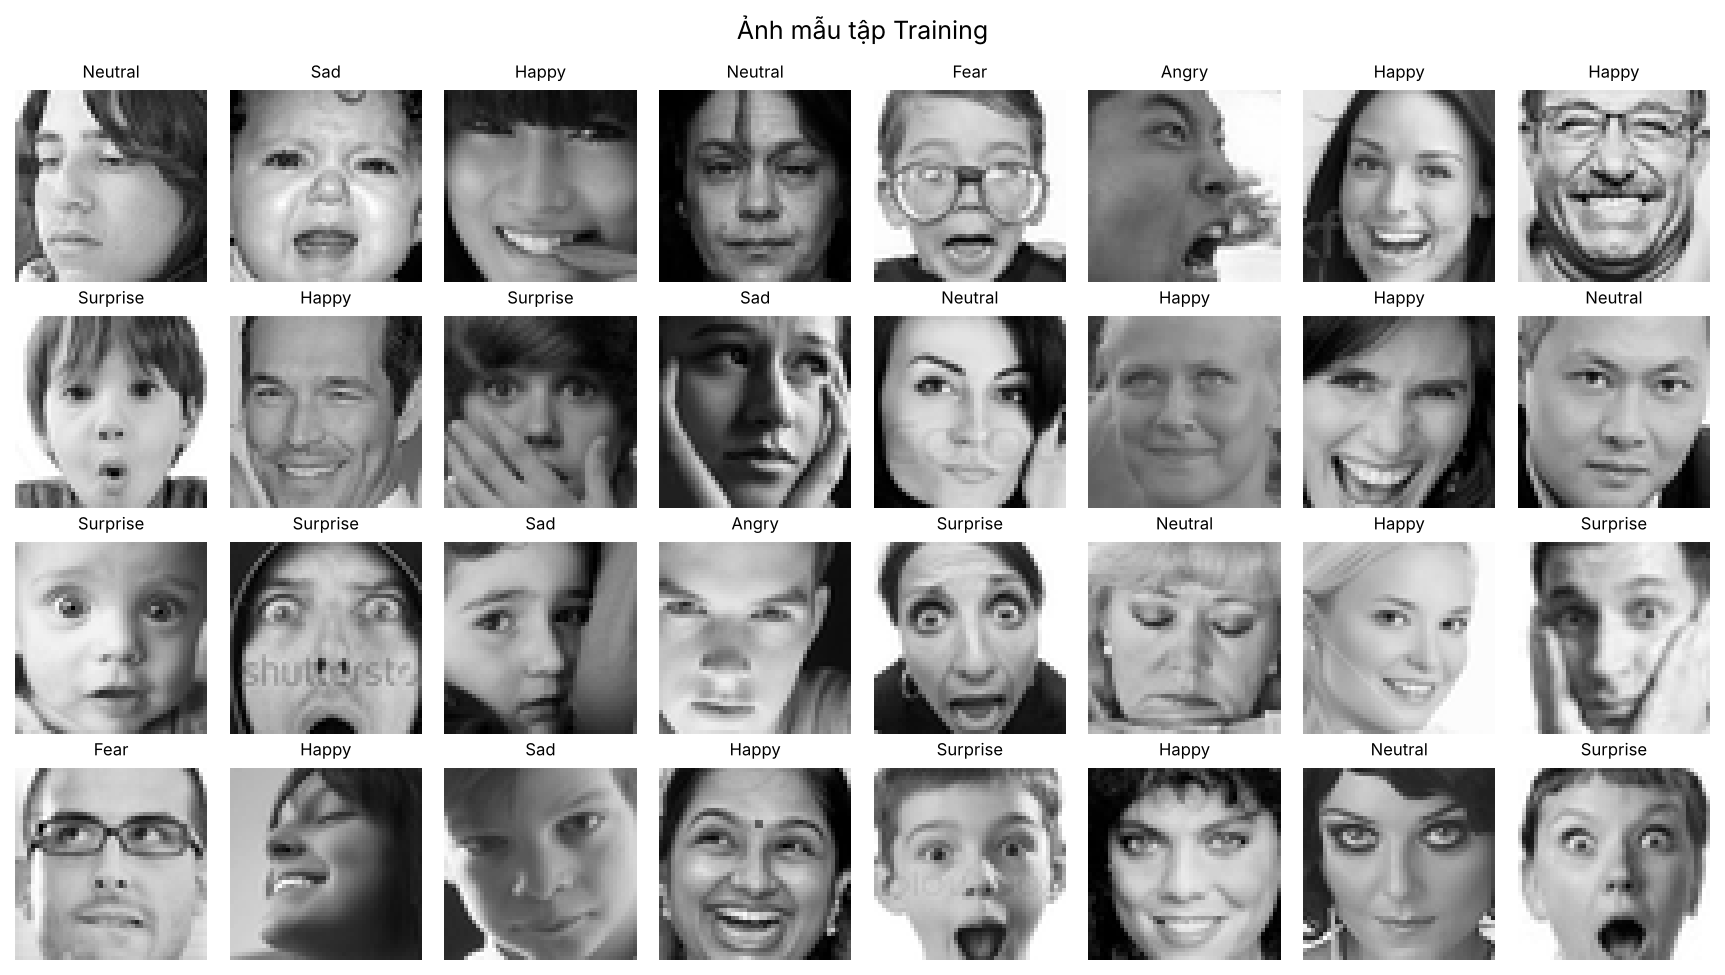 Ảnh mẫu tập Training
Neutral Sad Happy Neutral Fear Angry Happy Happy
Surprise Happy Surprise Sad Neutral Happy Happy Neutral
Surprise Surprise Sad Angry Surprise Neutral Happy Surprise
shutterstoc
Fear Happy Sad Happy Surprise Happy Neutral Surprise